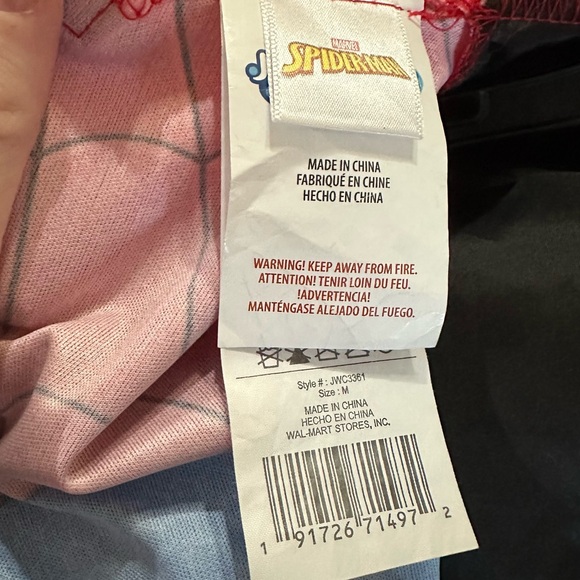 MARVEL
SPIDER-MAN
MADE IN CHINA
FABRIQUÉ EN CHINE
HECHO EN CHINA
WARNING! KEEP AWAY FROM FIRE.
ATTENTION! TENIR LOIN DU FEU.
!ADVERTENCIA!
MANTÉNGASE ALEJADO DEL FUEGO.
Style # : JWC3361
Size : M
MADE IN CHINA
HECHO EN CHINA
WAL-MART STORES, INC.
1 91726 71497 2